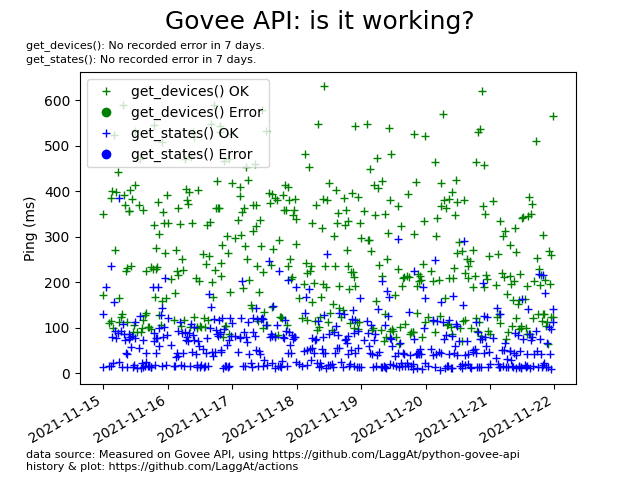 Govee API: is it working?
get_devices(): No recorded error in 7 days.
get_states(): No recorded error in 7 days.
get_devices() OK
get_devices() Error
get_states() OK
get_states() Error
Ping (ms)
600
500
400
300
200
100
0
2021-11-15
2021-11-16
2021-11-17
2021-11-18
2021-11-19
2021-11-20
2021-11-21
2021-11-22
data source: Measured on Govee API, using https://github.com/LaggAt/python-govee-api
history & plot: https://github.com/LaggAt/actions